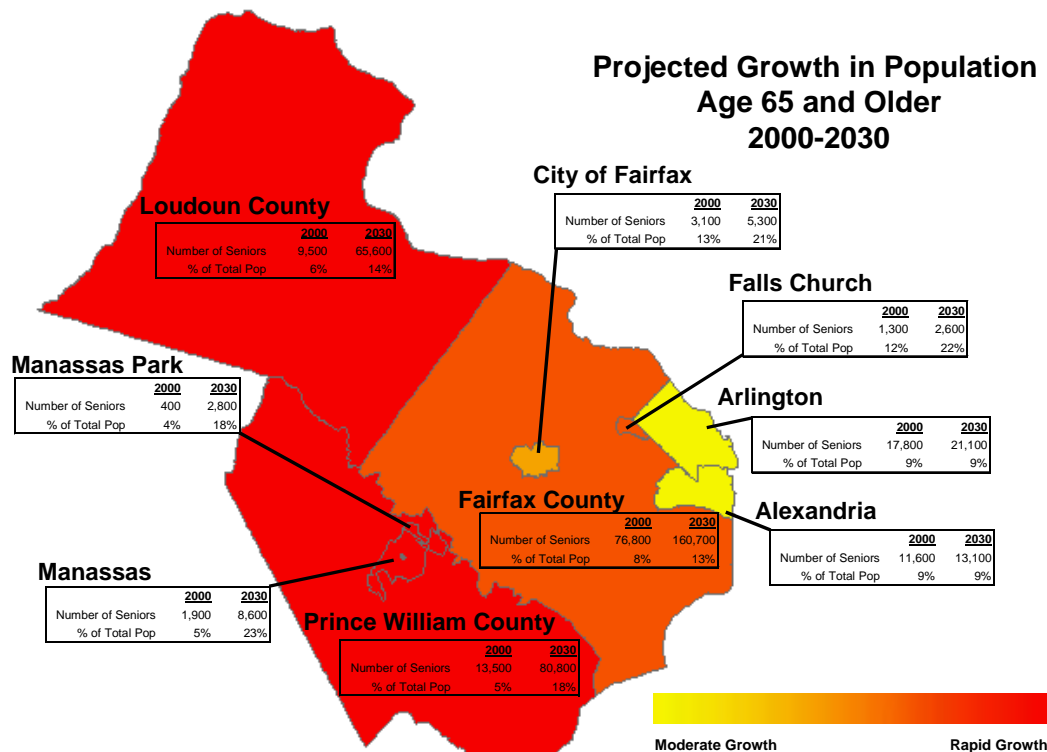 Projected Growth in Population
Age 65 and Older
2000-2030
City of Fairfax
2000 2030
Number of Seniors 3,100 5,300
% of Total Pop 13% 21%
Loudoun County
2000 2030
Number of Seniors 9,500 65,600
% of Total Pop 6% 14%
Falls Church
2000 2030
Number of Seniors 1,300 2,600
% of Total Pop 12% 22%
Manassas Park
2000 2030
Number of Seniors 400 2,800
% of Total Pop 4% 18%
Arlington
2000 2030
Number of Seniors 17,800 21,100
% of Total Pop 9% 9%
Fairfax County
2000 2030
Number of Seniors 76,800 160,700
% of Total Pop 8% 13%
Alexandria
2000 2030
Number of Seniors 11,600 13,100
% of Total Pop 9% 9%
Manassas
2000 2030
Number of Seniors 1,900 8,600
% of Total Pop 5% 23%
Prince William County
2000 2030
Number of Seniors 13,500 80,800
% of Total Pop 5% 18%
Moderate Growth Rapid Growth